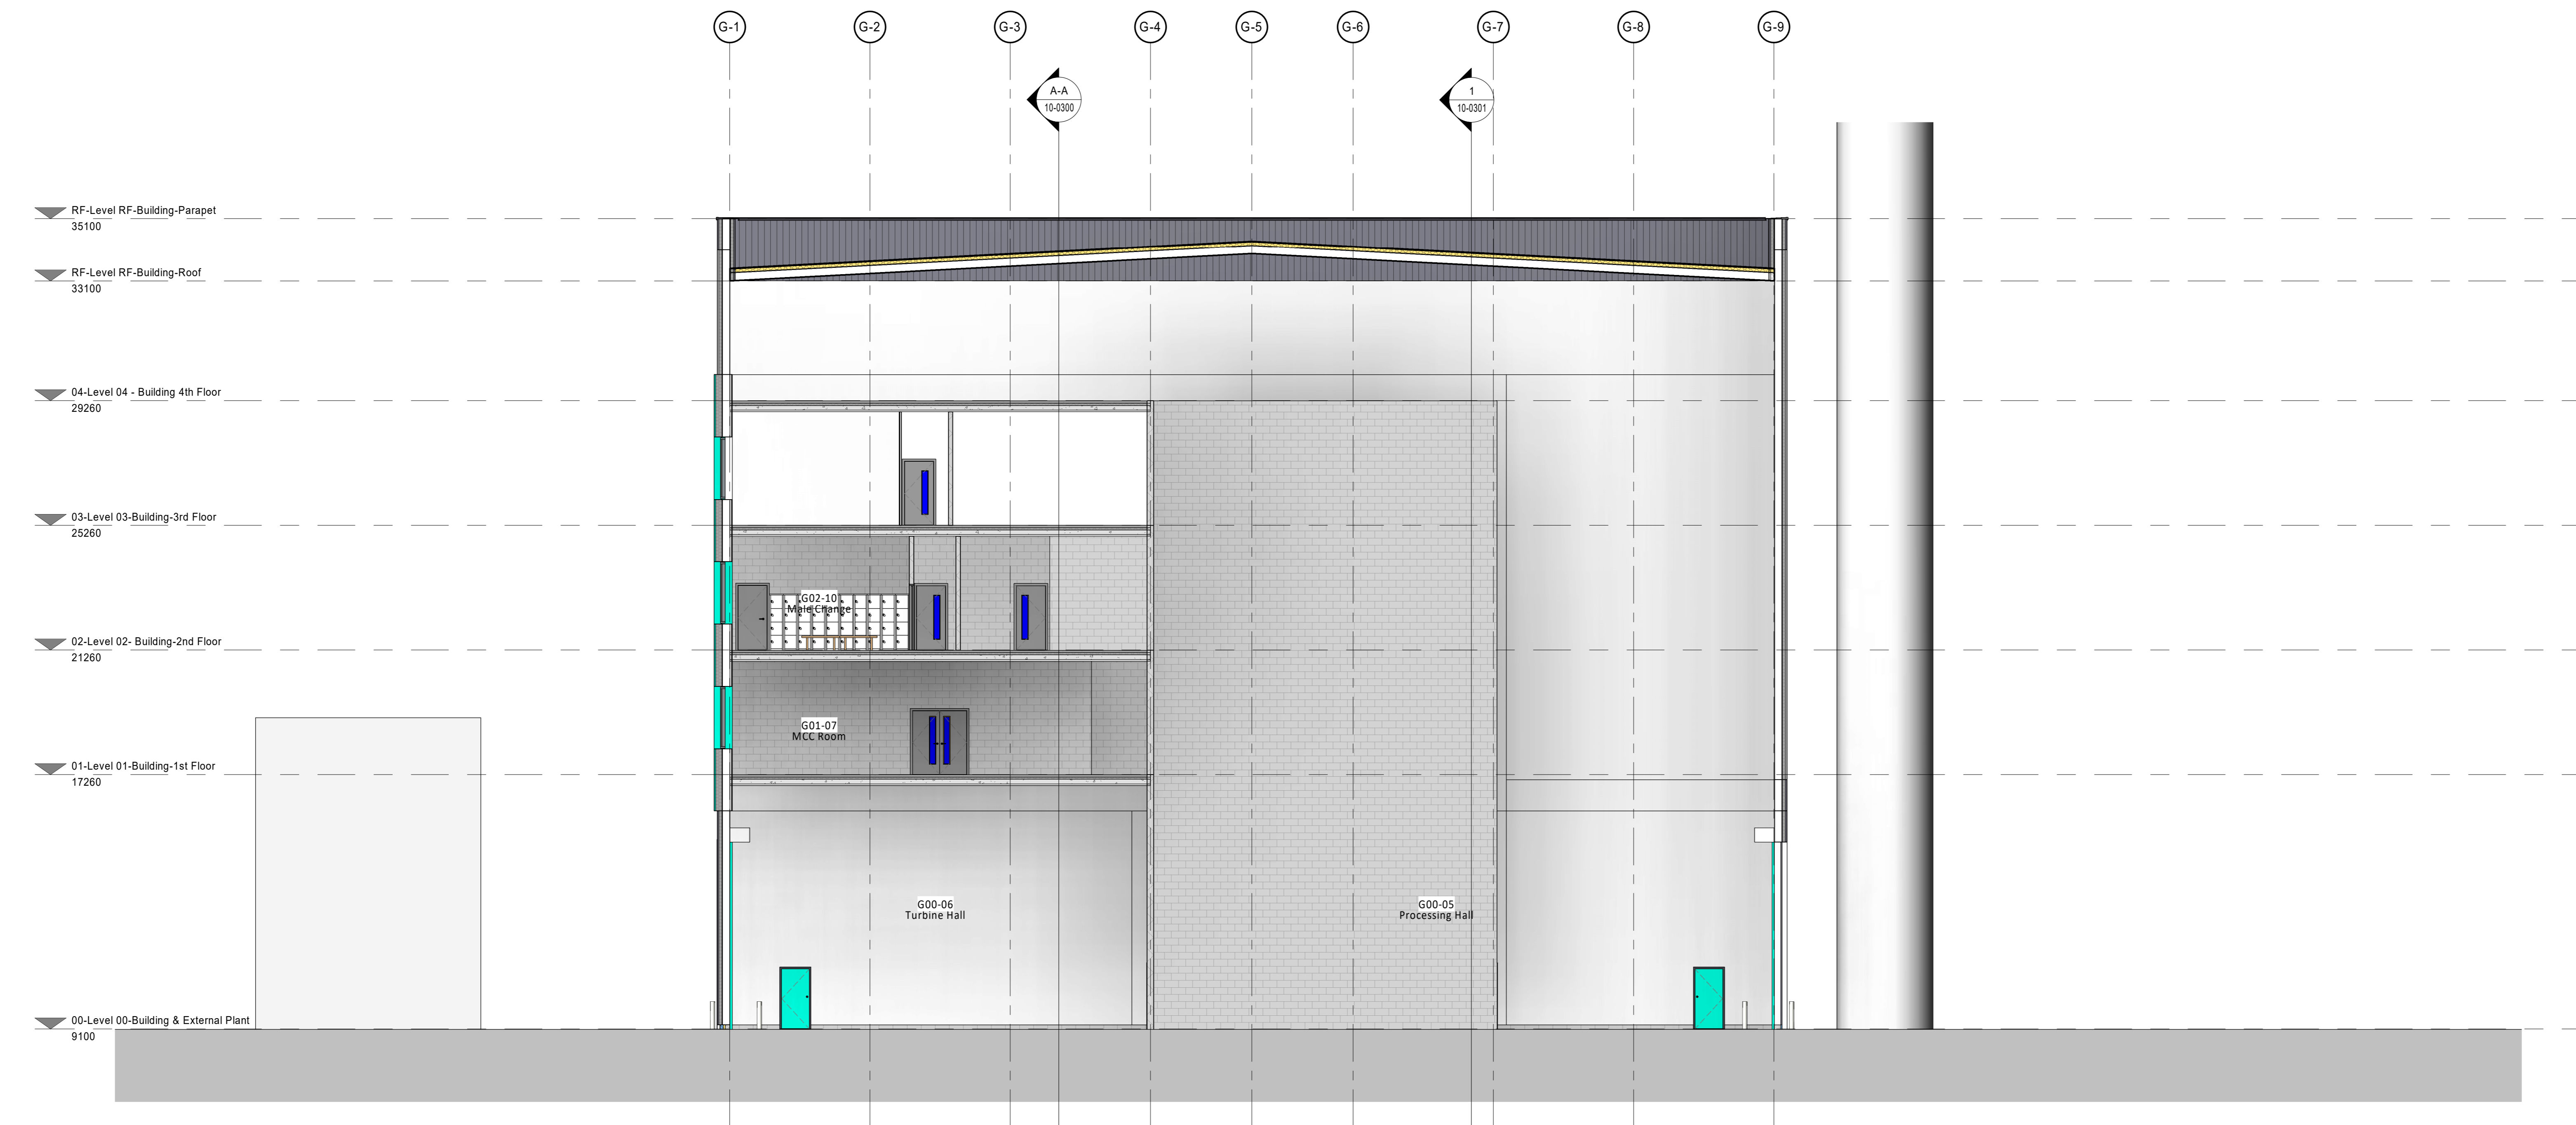 G-1
G-2
G-3
G-4
G-5
G-6
G-7
G-8
G-9
A-A
10-0300
1
10-0301
RF-Level RF-Building-Parapet
35100
RF-Level RF-Building-Roof
33100
04-Level 04 - Building 4th Floor
29260
03-Level 03-Building-3rd Floor
25260
G02-10
Male Change
02-Level 02- Building-2nd Floor
21260
G01-07
MCC Room
01-Level 01-Building-1st Floor
17260
G00-06
Turbine Hall
G00-05
Processing Hall
00-Level 00-Building & External Plant
9100